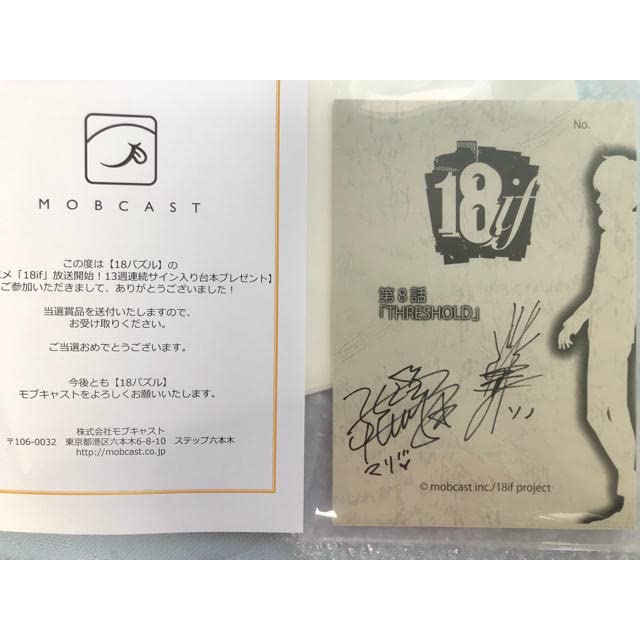 MOBCAST
この度は【18パズル】の
ニメ「18if」放送開始！13週連続サイン入り台本プレゼント】
ご参加いただきまして、ありがとうございました！
当選賞品を送付いたしますので、
お受け取りください。
ご当選おめでとうございます。
今後とも【18パズル】
モブキャストをよろしくお願いいたします。
株式会社モブキャスト
〒106-0032 東京都港区六本木6-8-10 ステップ六本木
http://mobcast.co.jp
No.
18if
第8話
「THRESHOLD」
マリ
© mobcast inc./18if project